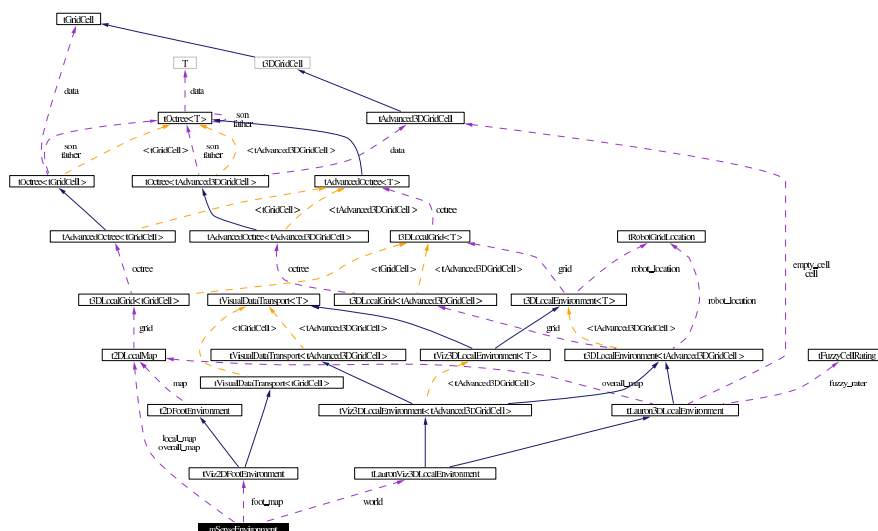 tGridCell
T
t3DGridCell
data
data
tOctree< T >
son
father
tAdvanced3DGridCell
son
father
< tGridCell >
son
father
< tAdvanced3DGridCell >
data
tOctree< tGridCell >
tOctree< tAdvanced3DGridCell >
tAdvancedOctree< T >
< tGridCell >
< tAdvanced3DGridCell >
octree
tAdvancedOctree< tGridCell >
tAdvancedOctree< tAdvanced3DGridCell >
t3DLocalGrid< T >
tRobotGridLocation
octree
octree
< tGridCell >
< tAdvanced3DGridCell >
grid
robot_location
empty_cell
cell
t3DLocalGrid< tGridCell >
tVisualDataTransport< T >
t3DLocalGrid< tAdvanced3DGridCell >
t3DLocalEnvironment< T >
robot_location
grid
< tGridCell >
< tAdvanced3DGridCell >
grid
< tAdvanced3DGridCell >
t2DLocalMap
tVisualDataTransport< tAdvanced3DGridCell >
tViz3DLocalEnvironment< T >
t3DLocalEnvironment< tAdvanced3DGridCell >
tFuzzyCellRating
map
tVisualDataTransport< tGridCell >
< tAdvanced3DGridCell >
overall_map
fuzzy_rater
t2DFootEnvironment
tViz3DLocalEnvironment< tAdvanced3DGridCell >
tLauron3DLocalEnvironment
local_map
overall_map
tViz2DFootEnvironment
tLauronViz3DLocalEnvironment
foot_map
world
mSenseEnvironment